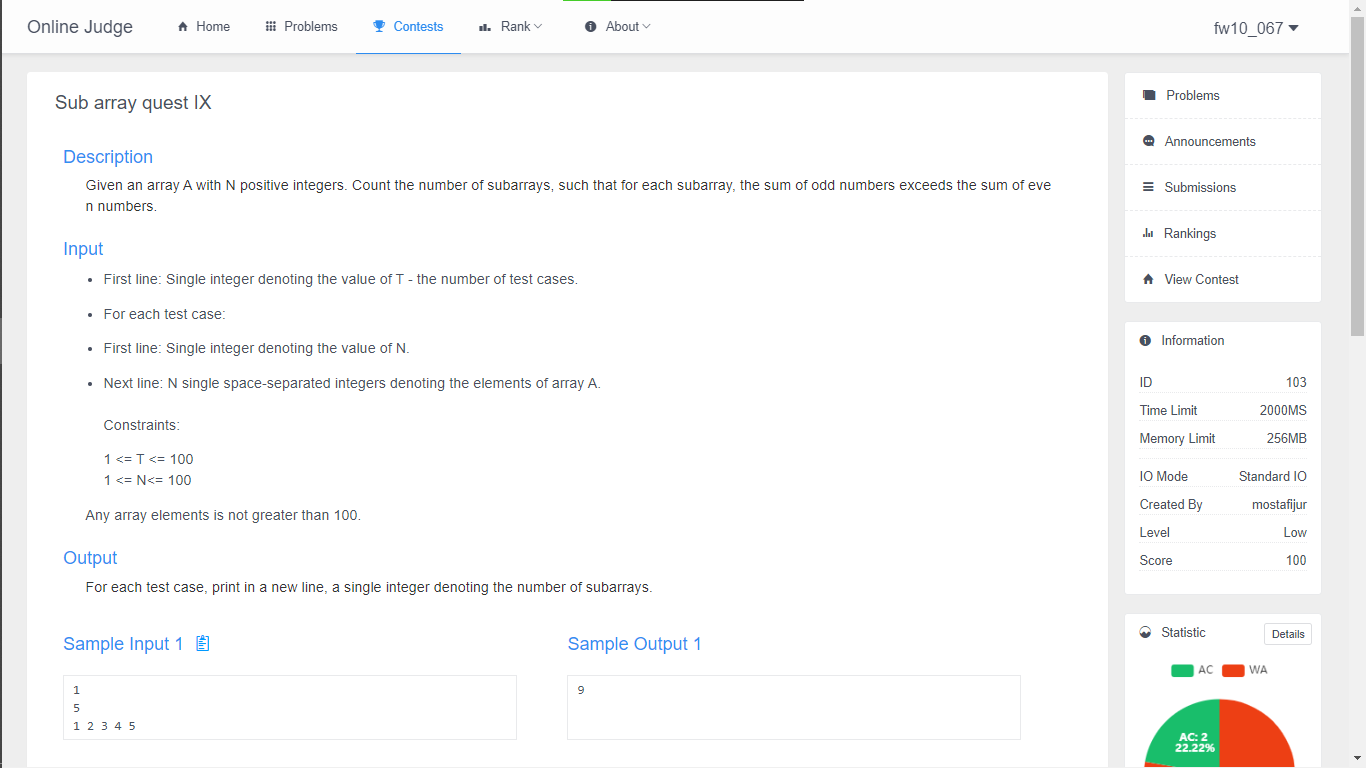 Online Judge
Home
Problems
Contests
Rank
About
fw10_067
Sub array quest IX
Description
Given an array A with N positive integers. Count the number of subarrays, such that for each subarray, the sum of odd numbers exceeds the sum of eve
n numbers.
Input
First line: Single integer denoting the value of T - the number of test cases.
For each test case:
First line: Single integer denoting the value of N.
Next line: N single space-separated integers denoting the elements of array A.
Constraints:
1 <= T <= 100
1 <= N<= 100
Any array elements is not greater than 100.
Output
For each test case, print in a new line, a single integer denoting the number of subarrays.
Sample Input 1
1
5
1 2 3 4 5
Sample Output 1
9
Problems
Announcements
Submissions
Rankings
View Contest
Information
ID 103
Time Limit 2000MS
Memory Limit 256MB
IO Mode Standard IO
Created By mostafijur
Level Low
Score 100
Statistic Details
AC WA
AC: 2
22.22%